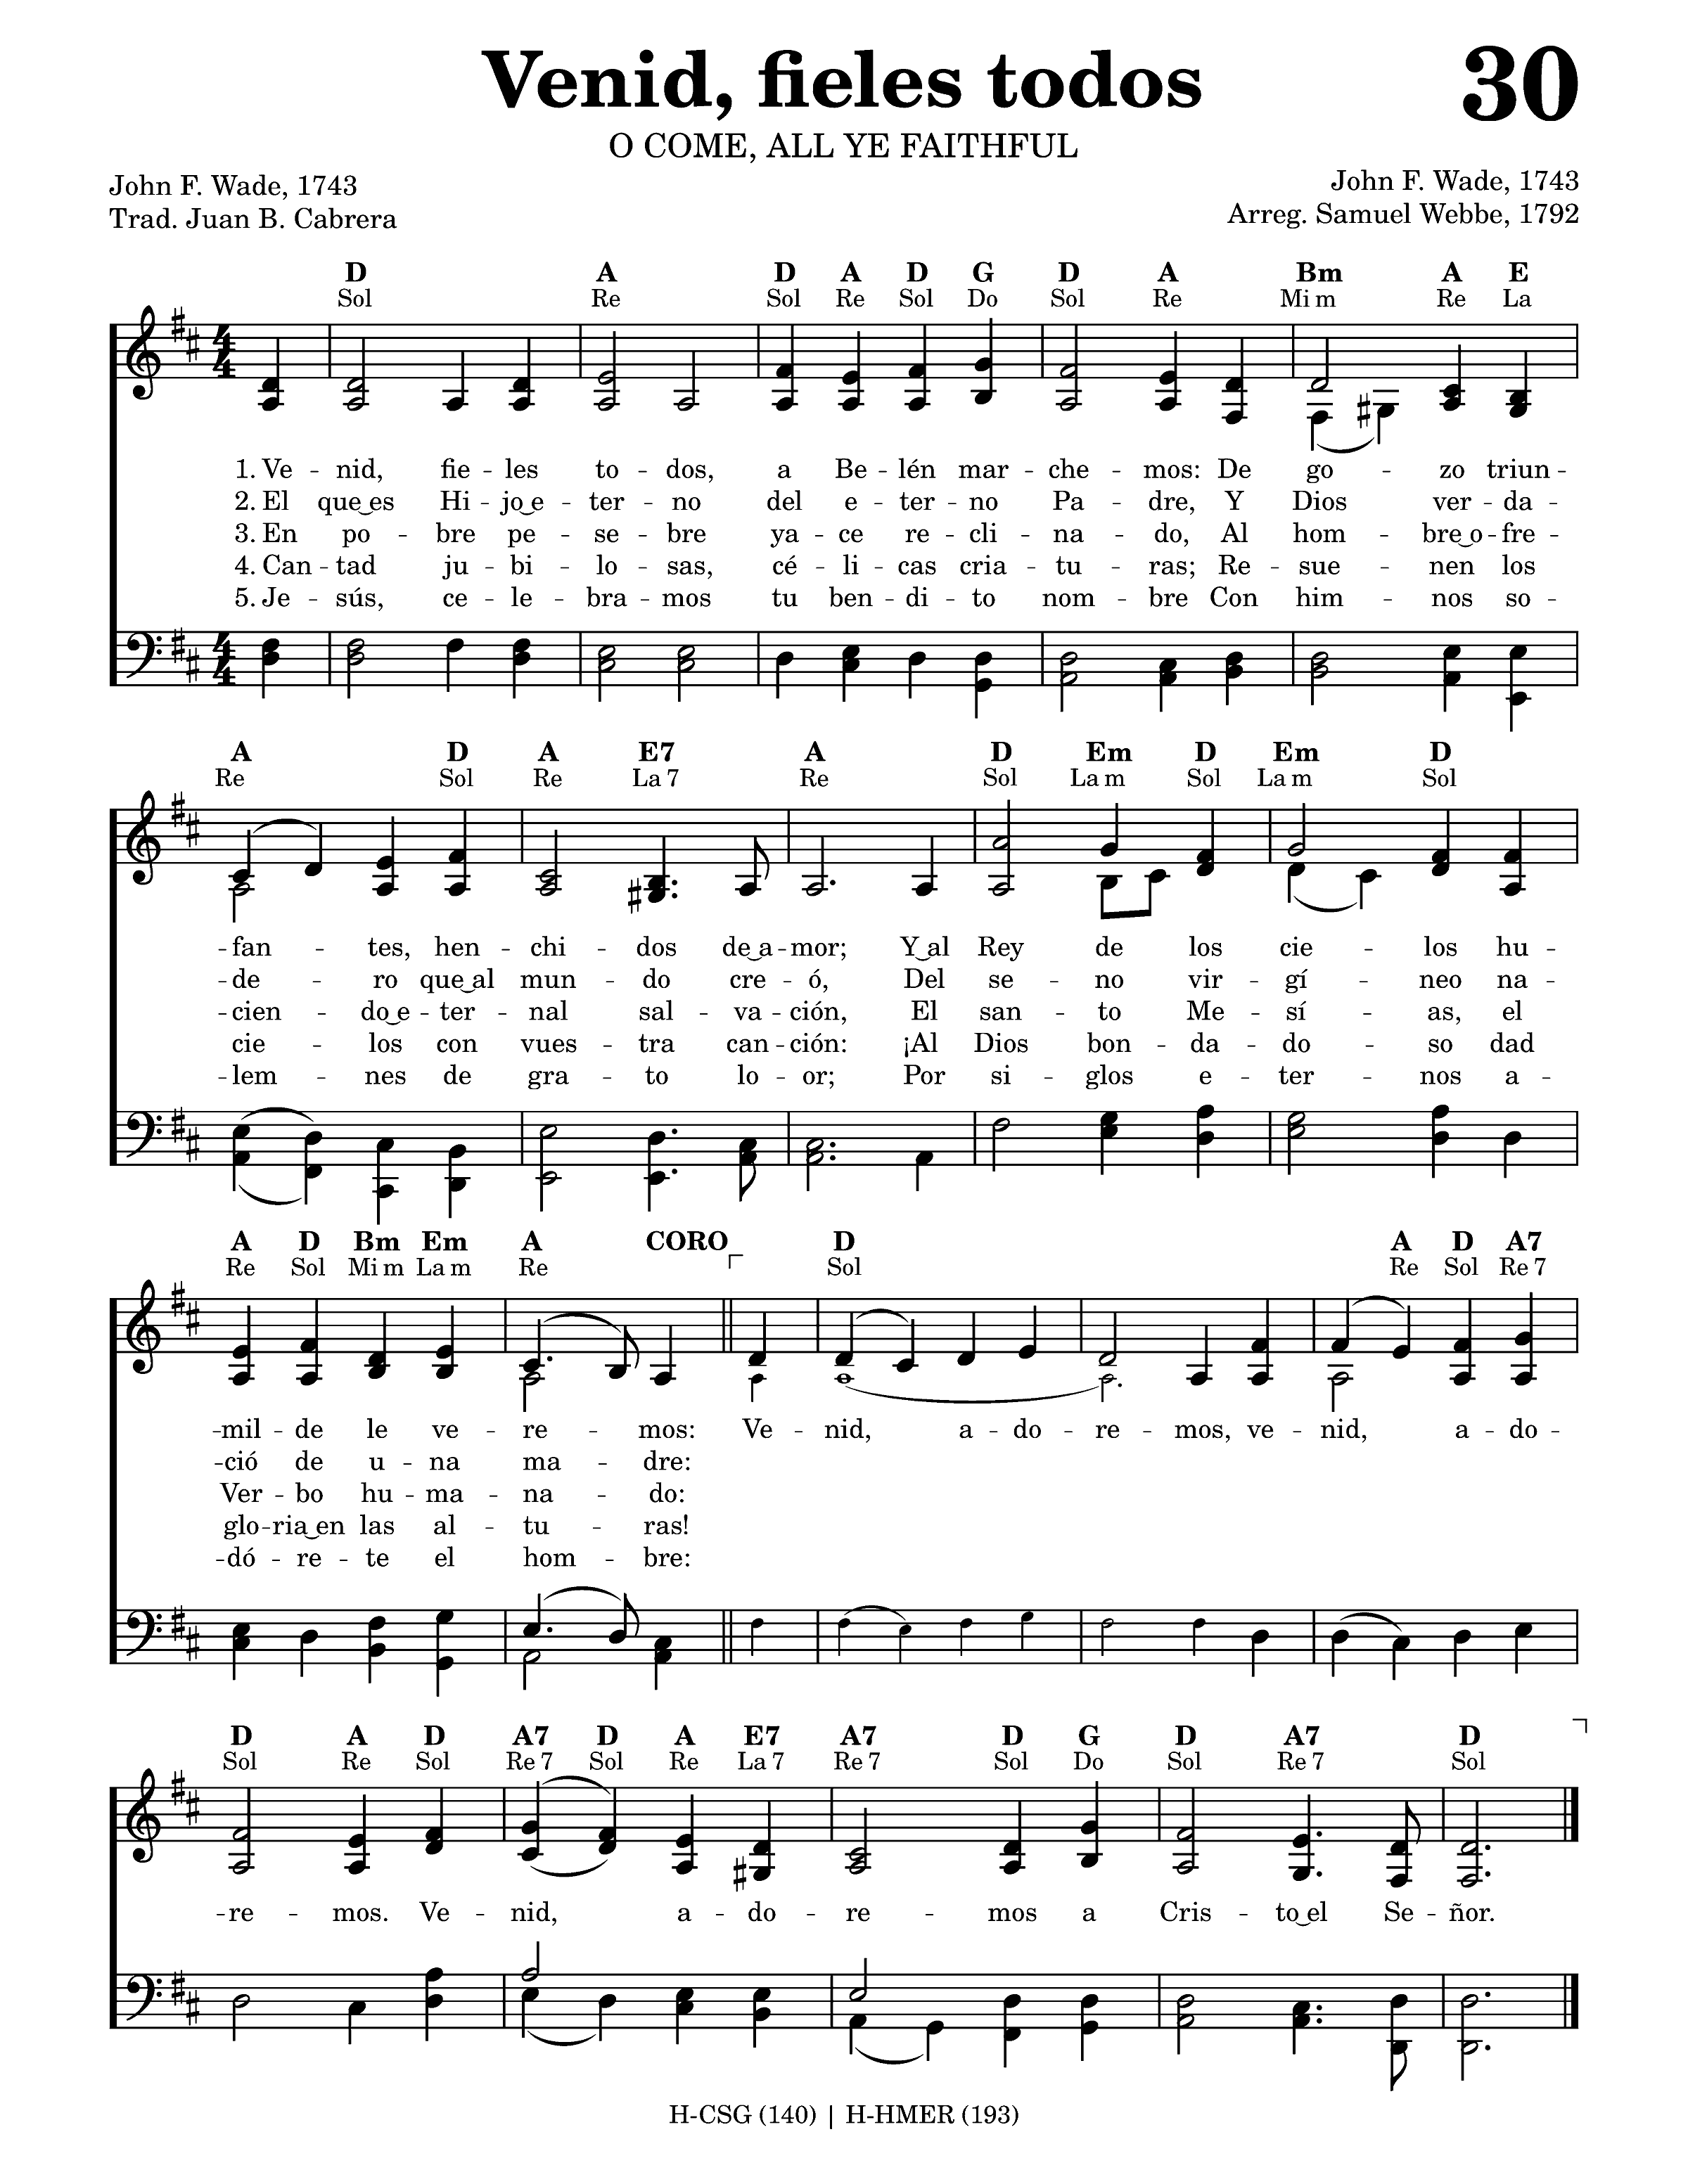 Venid, fieles todos
30
O COME, ALL YE FAITHFUL
John F. Wade, 1743
Trad. Juan B. Cabrera
John F. Wade, 1743
Arreg. Samuel Webbe, 1792
D A D A D G D A Bm A E
Sol Re Sol Re Sol Do Sol Re Mi m Re La
1. Ve - nid, fie - les to - dos, a Be - lén mar - che - mos: De go - zo triun -
2. El que es Hi - jo e - ter - no del e - ter - no Pa - dre, Y Dios ver - da -
3. En po - bre pe - se - bre ya - ce re - cli - na - do, Al hom - bre o - fre -
4. Can - tad ju - bi - lo - sas, cé - li - cas cria - tu - ras; Re - sue - nen los
5. Je - sús, ce - le - bra - mos tu ben - di - to nom - bre Con him - nos so -
A D A E7 A D Em D Em D
Re Sol Re La 7 Re Sol La m Sol La m Sol
- fan - tes, hen - chi - dos de a - mor; Y al Rey de los cie - los hu -
- de - ro que al mun - do cre - ó, Del se - no vir - gí - neo na -
- cien - do e - ter - nal sal - va - ción, El san - to Me - sí - as, el
cie - los con vues - tra can - ción: ¡Al Dios bon - da - do - so dad
- lem - nes de gra - to lo - or; Por si - glos e - ter - nos a -
A D Bm Em A CORO D A D A7
Re Sol Mi m La m Re Sol Re Sol Re 7
- mil - de le ve - re - mos: Ve - nid, a - do - re - mos, ve - nid, a - do -
- ció de u - na ma - dre:
Ver - bo hu - ma - na - do:
glo - ria en las al - tu - ras!
- dó - re - te el hom - bre:
D A D A7 D A E7 A7 D G D A7 D
Sol Re Sol Re 7 Sol Re La 7 Re 7 Sol Do Sol Re 7 Sol
- re - mos. Ve - nid, a - do - re - mos a Cris - to el Se - ñor.
H-CSG (140) | H-HMER (193)